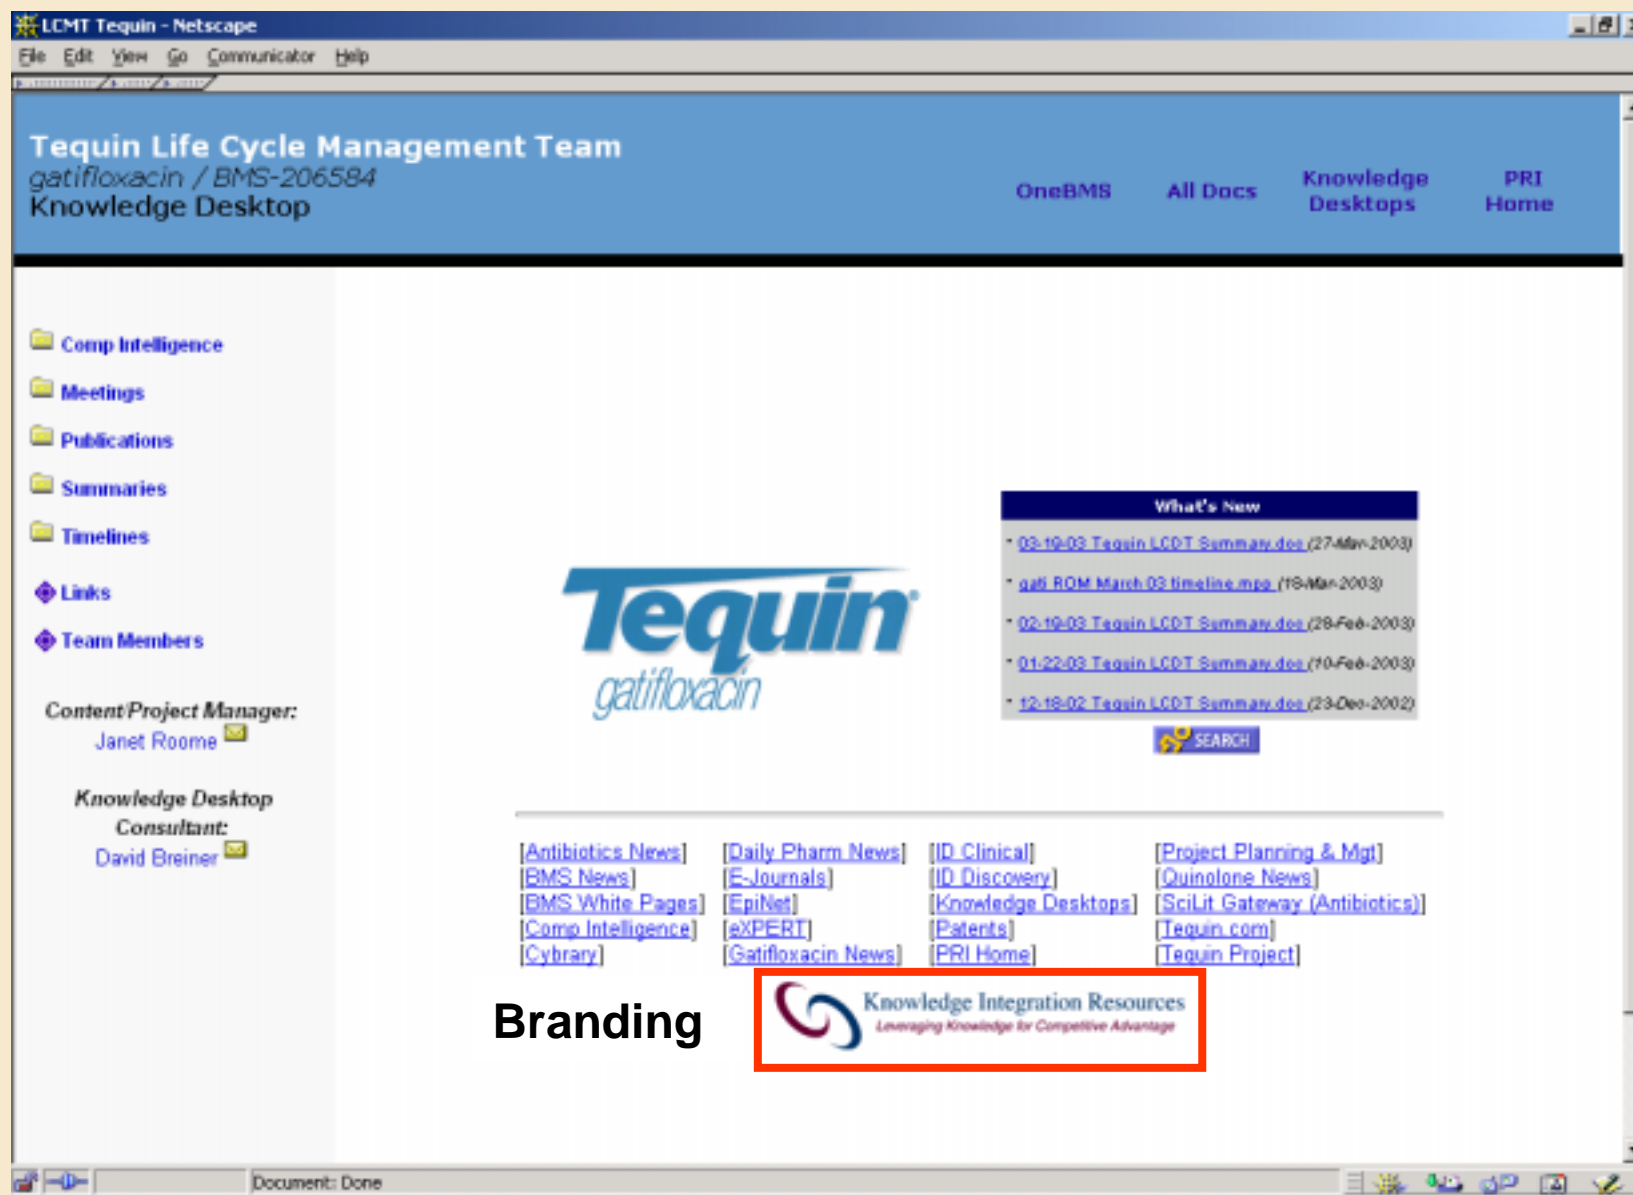 LCMT Tequin - Netscape
File Edit View Go Communicator Help
Tequin Life Cycle Management Team
gatifloxacin / BMS-206584
Knowledge Desktop
OneBMS
All Docs
Knowledge
Desktops
PRI
Home
Comp Intelligence
Meetings
Publications
Summaries
Timelines
Links
Team Members
Content/Project Manager:
Janet Roome
Knowledge Desktop
Consultant:
David Breiner
Tequin
gatifloxacin
What's New
03-19-03 Tequin LCDT Summary.doc (27-Mar-2003)
gati ROM March 03 timeline.mpp (19-Mar-2003)
02-19-03 Tequin LCDT Summary.doc (28-Feb-2003)
01-22-03 Tequin LCDT Summary.doc (10-Feb-2003)
12-18-02 Tequin LCDT Summary.doc (23-Dec-2002)
SEARCH
[Antibiotics News] [Daily Pharm News] [ID Clinical] [Project Planning & Mgt]
[BMS News] [E-Journals] [ID Discovery] [Quinolone News]
[BMS White Pages] [EpiNet] [Knowledge Desktops] [SciLit Gateway (Antibiotics)]
[Comp Intelligence] [eXPERT] [Patents] [Tequin.com]
[Cybrary] [Gatifloxacin News] [PRI Home] [Tequin Project]
Branding
Knowledge Integration Resources
Leveraging Knowledge for Competitive Advantage
Document: Done